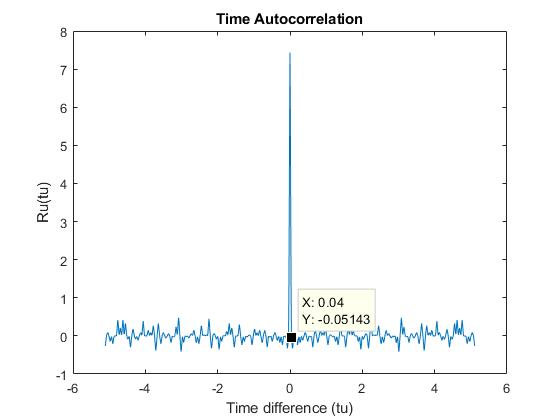 Time Autocorrelation
8
7
6
5
4
3
2
1
0
-1
Ru(tu)
X: 0.04
Y: -0.05143
-6 -4 -2 0 2 4 6
Time difference (tu)